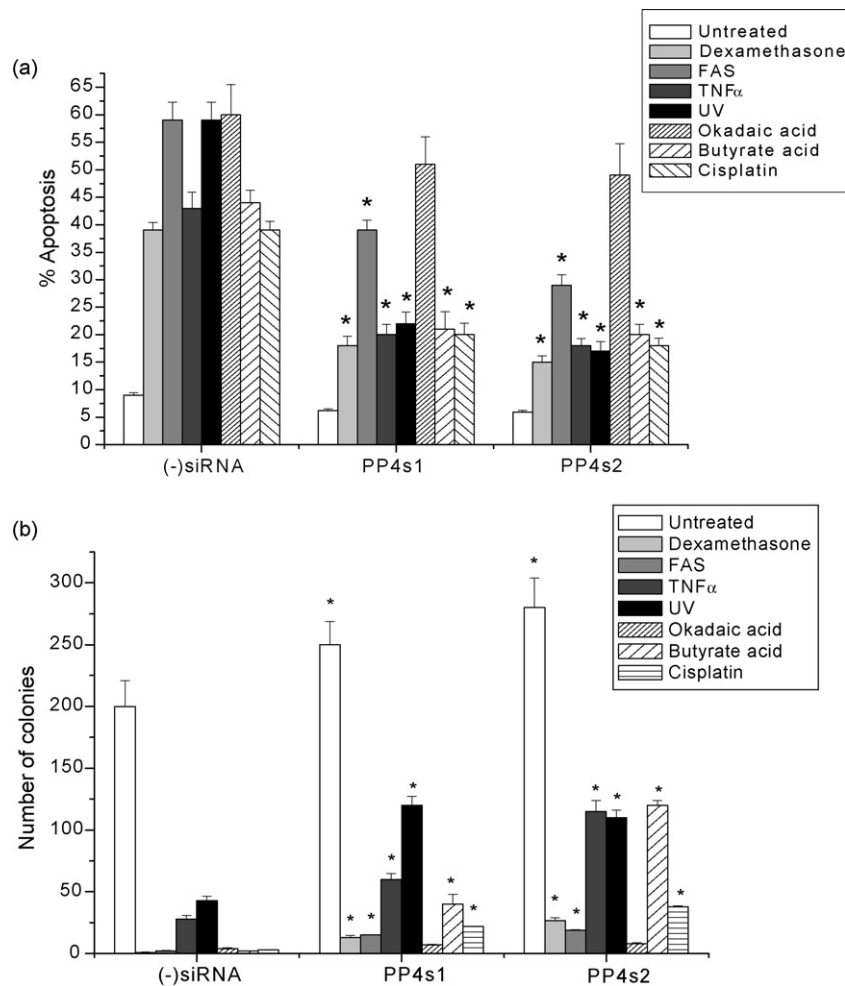 (a)
Untreated
Dexamethasone
FAS
TNFα
UV
Okadaic acid
Butyrate acid
Cisplatin
% Apoptosis
65
60
55
50
45
40
35
30
25
20
15
10
5
0
* * * * * *
* * * * * *
(-)siRNA PP4s1 PP4s2
(b)
Untreated
Dexamethasone
FAS
TNFα
UV
Okadaic acid
Butyrate acid
Cisplatin
Number of colonies
300
250
200
150
100
50
0
* * * * * * *
* * * * * * *
(-)siRNA PP4s1 PP4s2